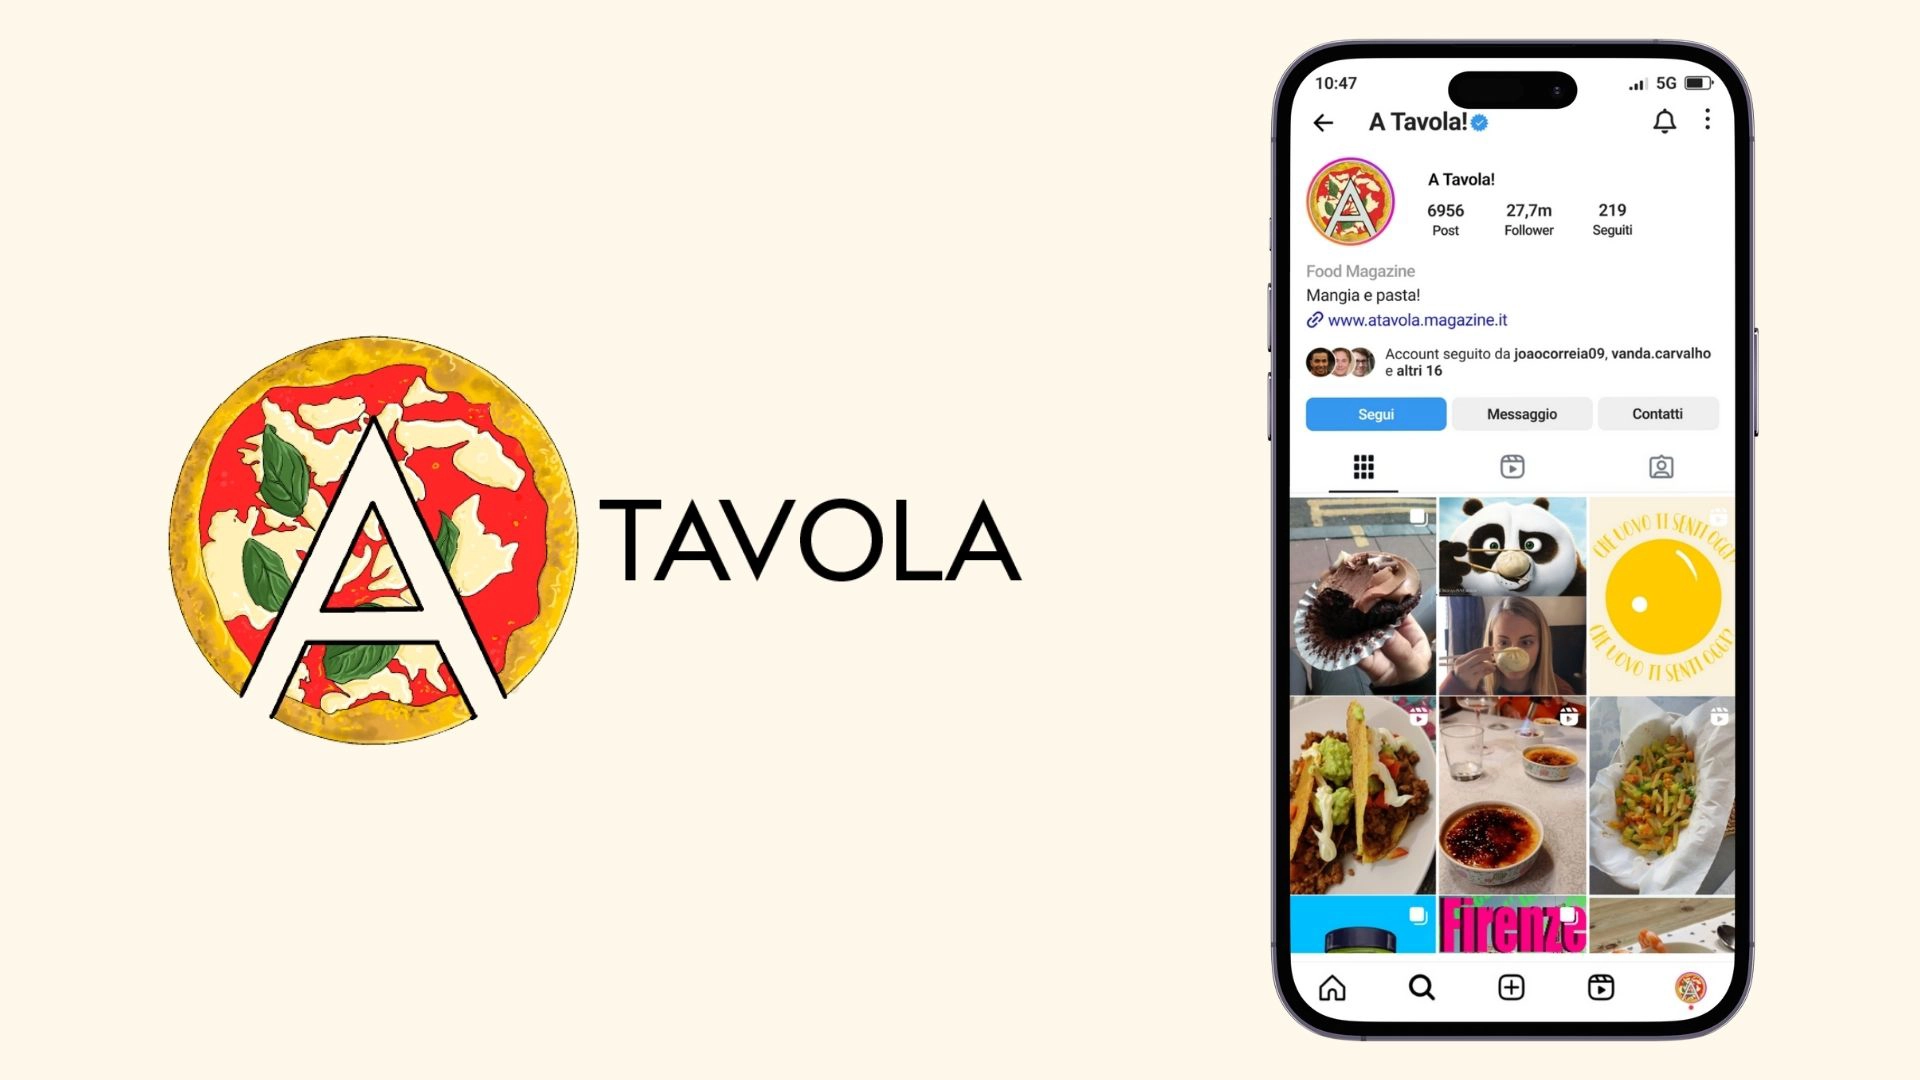 A TAVOLA
10:47
5G
A Tavola!
A Tavola!
6956
27,7m
219
Post
Follower
Seguiti
Food Magazine
Mangia e pasta!
www.atavola.magazine.it
Account seguito da joaocorreia09, vanda.carvalho
e altri 16
Segui
Messaggio
Contatti
CHE UOVO TI SENTI OGGI?
CHE UOVO TI SENTI OGGI?
Firenze